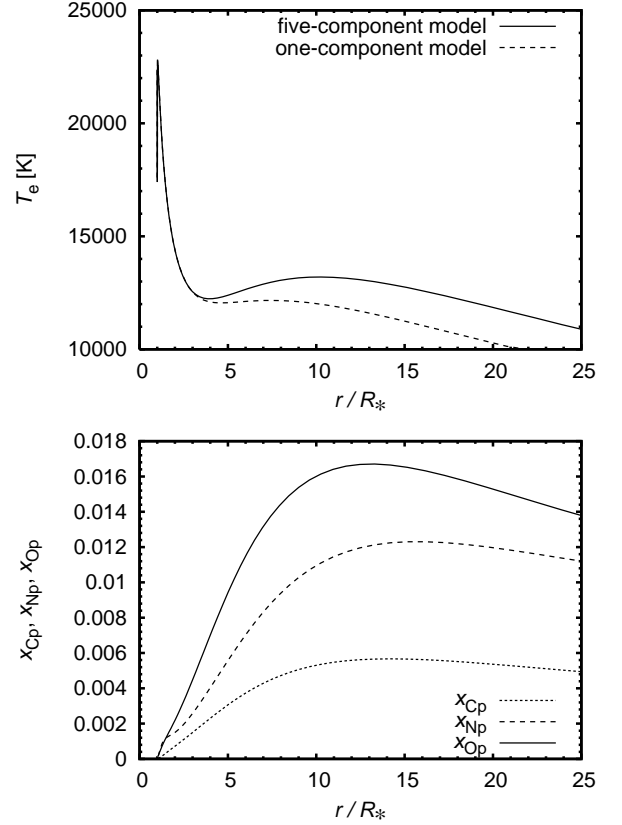 25000
20000
15000
10000
T_e [K]
five-component model
one-component model
0 5 10 15 20 25
r / R_*
0.018
0.016
0.014
0.012
0.01
0.008
0.006
0.004
0.002
0
x_Cp, x_Np, x_Op
x_Cp
x_Np
x_Op
0 5 10 15 20 25
r / R_*